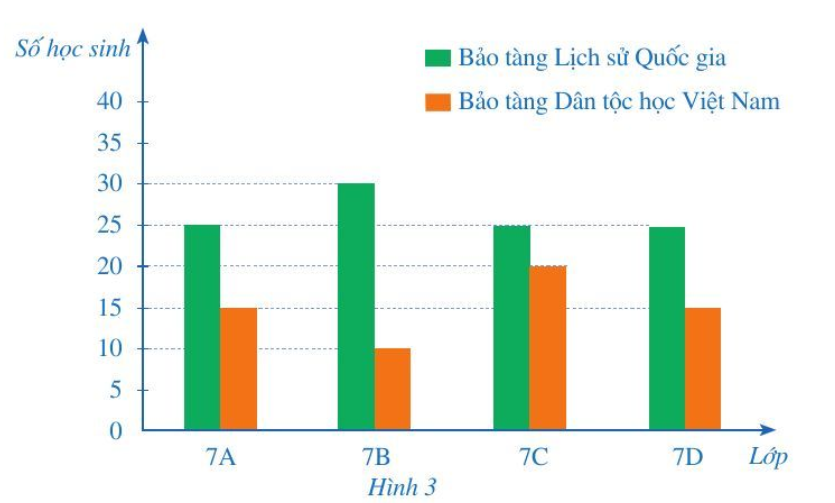 Số học sinh
Bảo tàng Lịch sử Quốc gia
Bảo tàng Dân tộc học Việt Nam
40
35
30
25
20
15
10
5
0
7A 7B 7C 7D Lớp
Hình 3